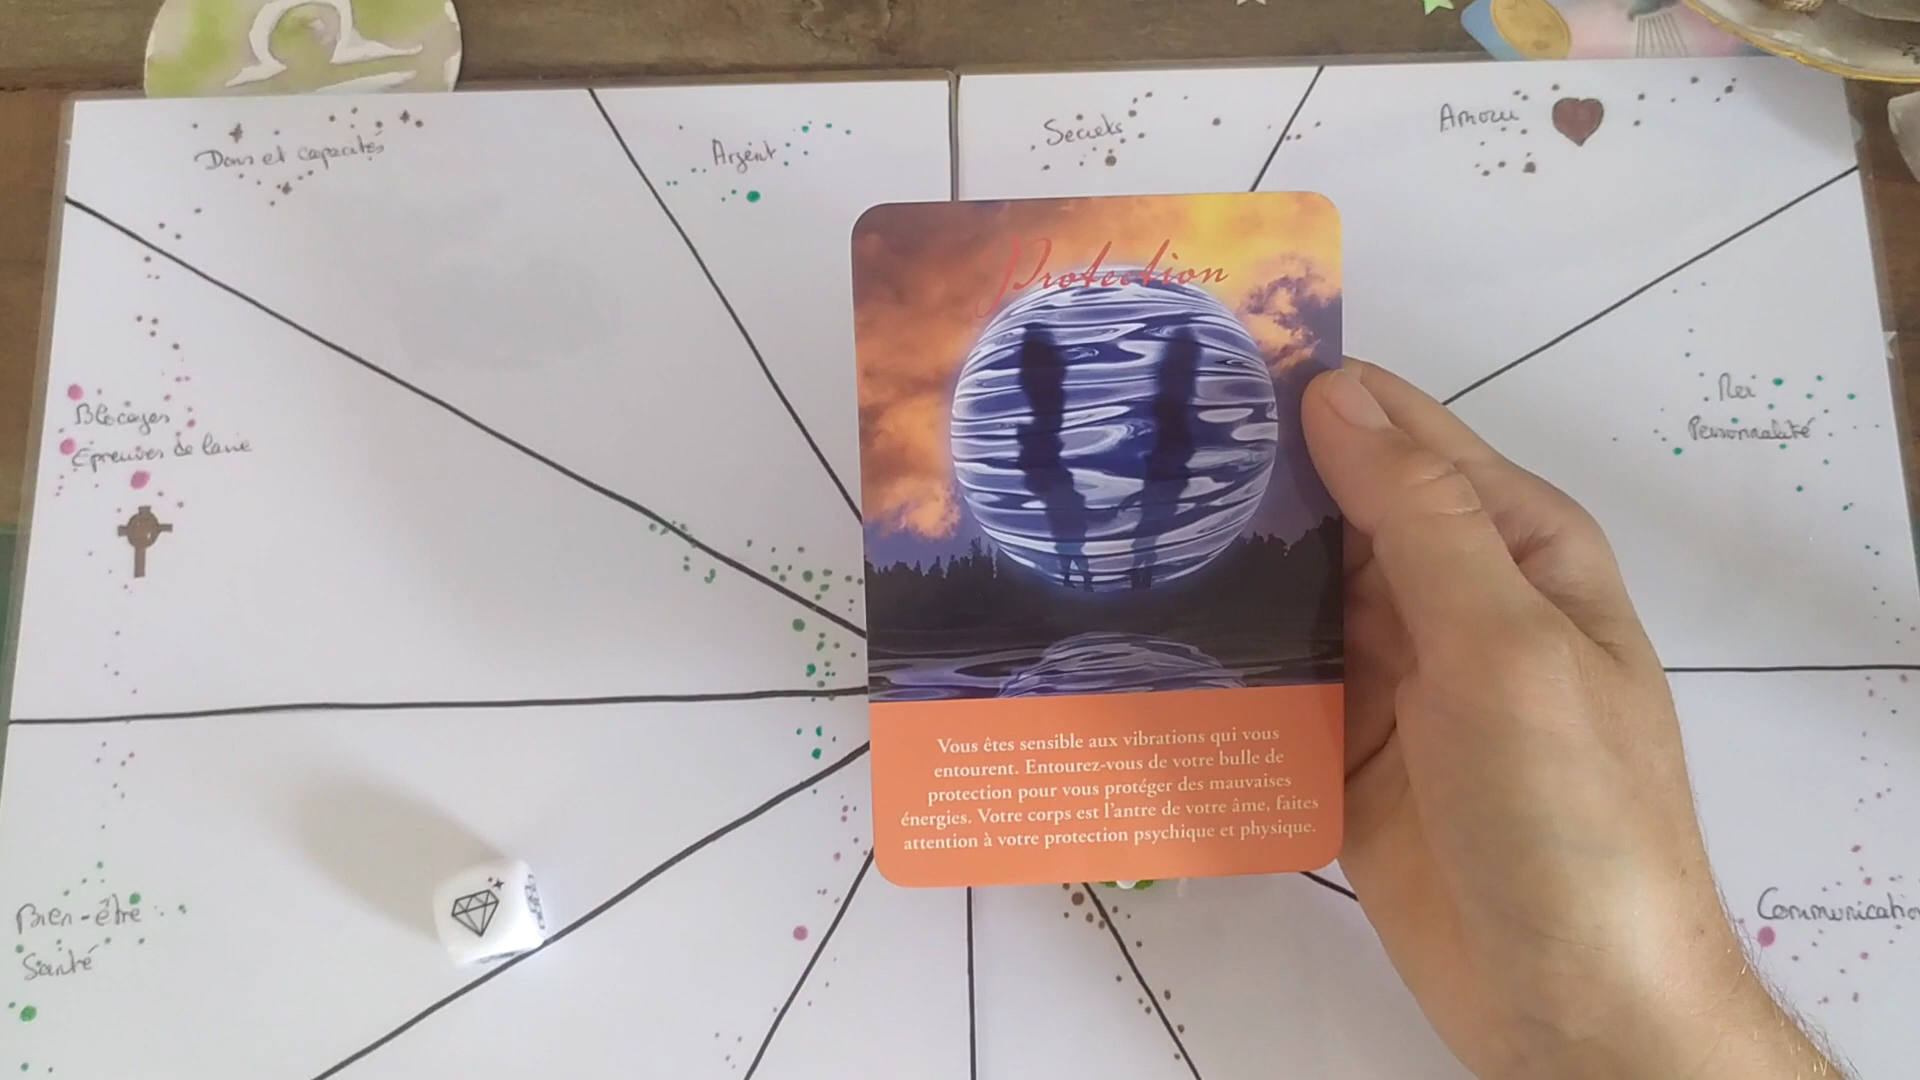 Dons et capacités
Argent
Secrets
Amour
Blocages
Epreuves de la vie
Moi
Personnalité
Bien-être
Santé
Communication
Protection
Vous êtes sensible aux vibrations qui vous
entourent. Entourez-vous de votre bulle de
protection pour vous protéger des mauvaises
énergies. Votre corps est l'antre de votre âme, faites
attention à votre protection psychique et physique.